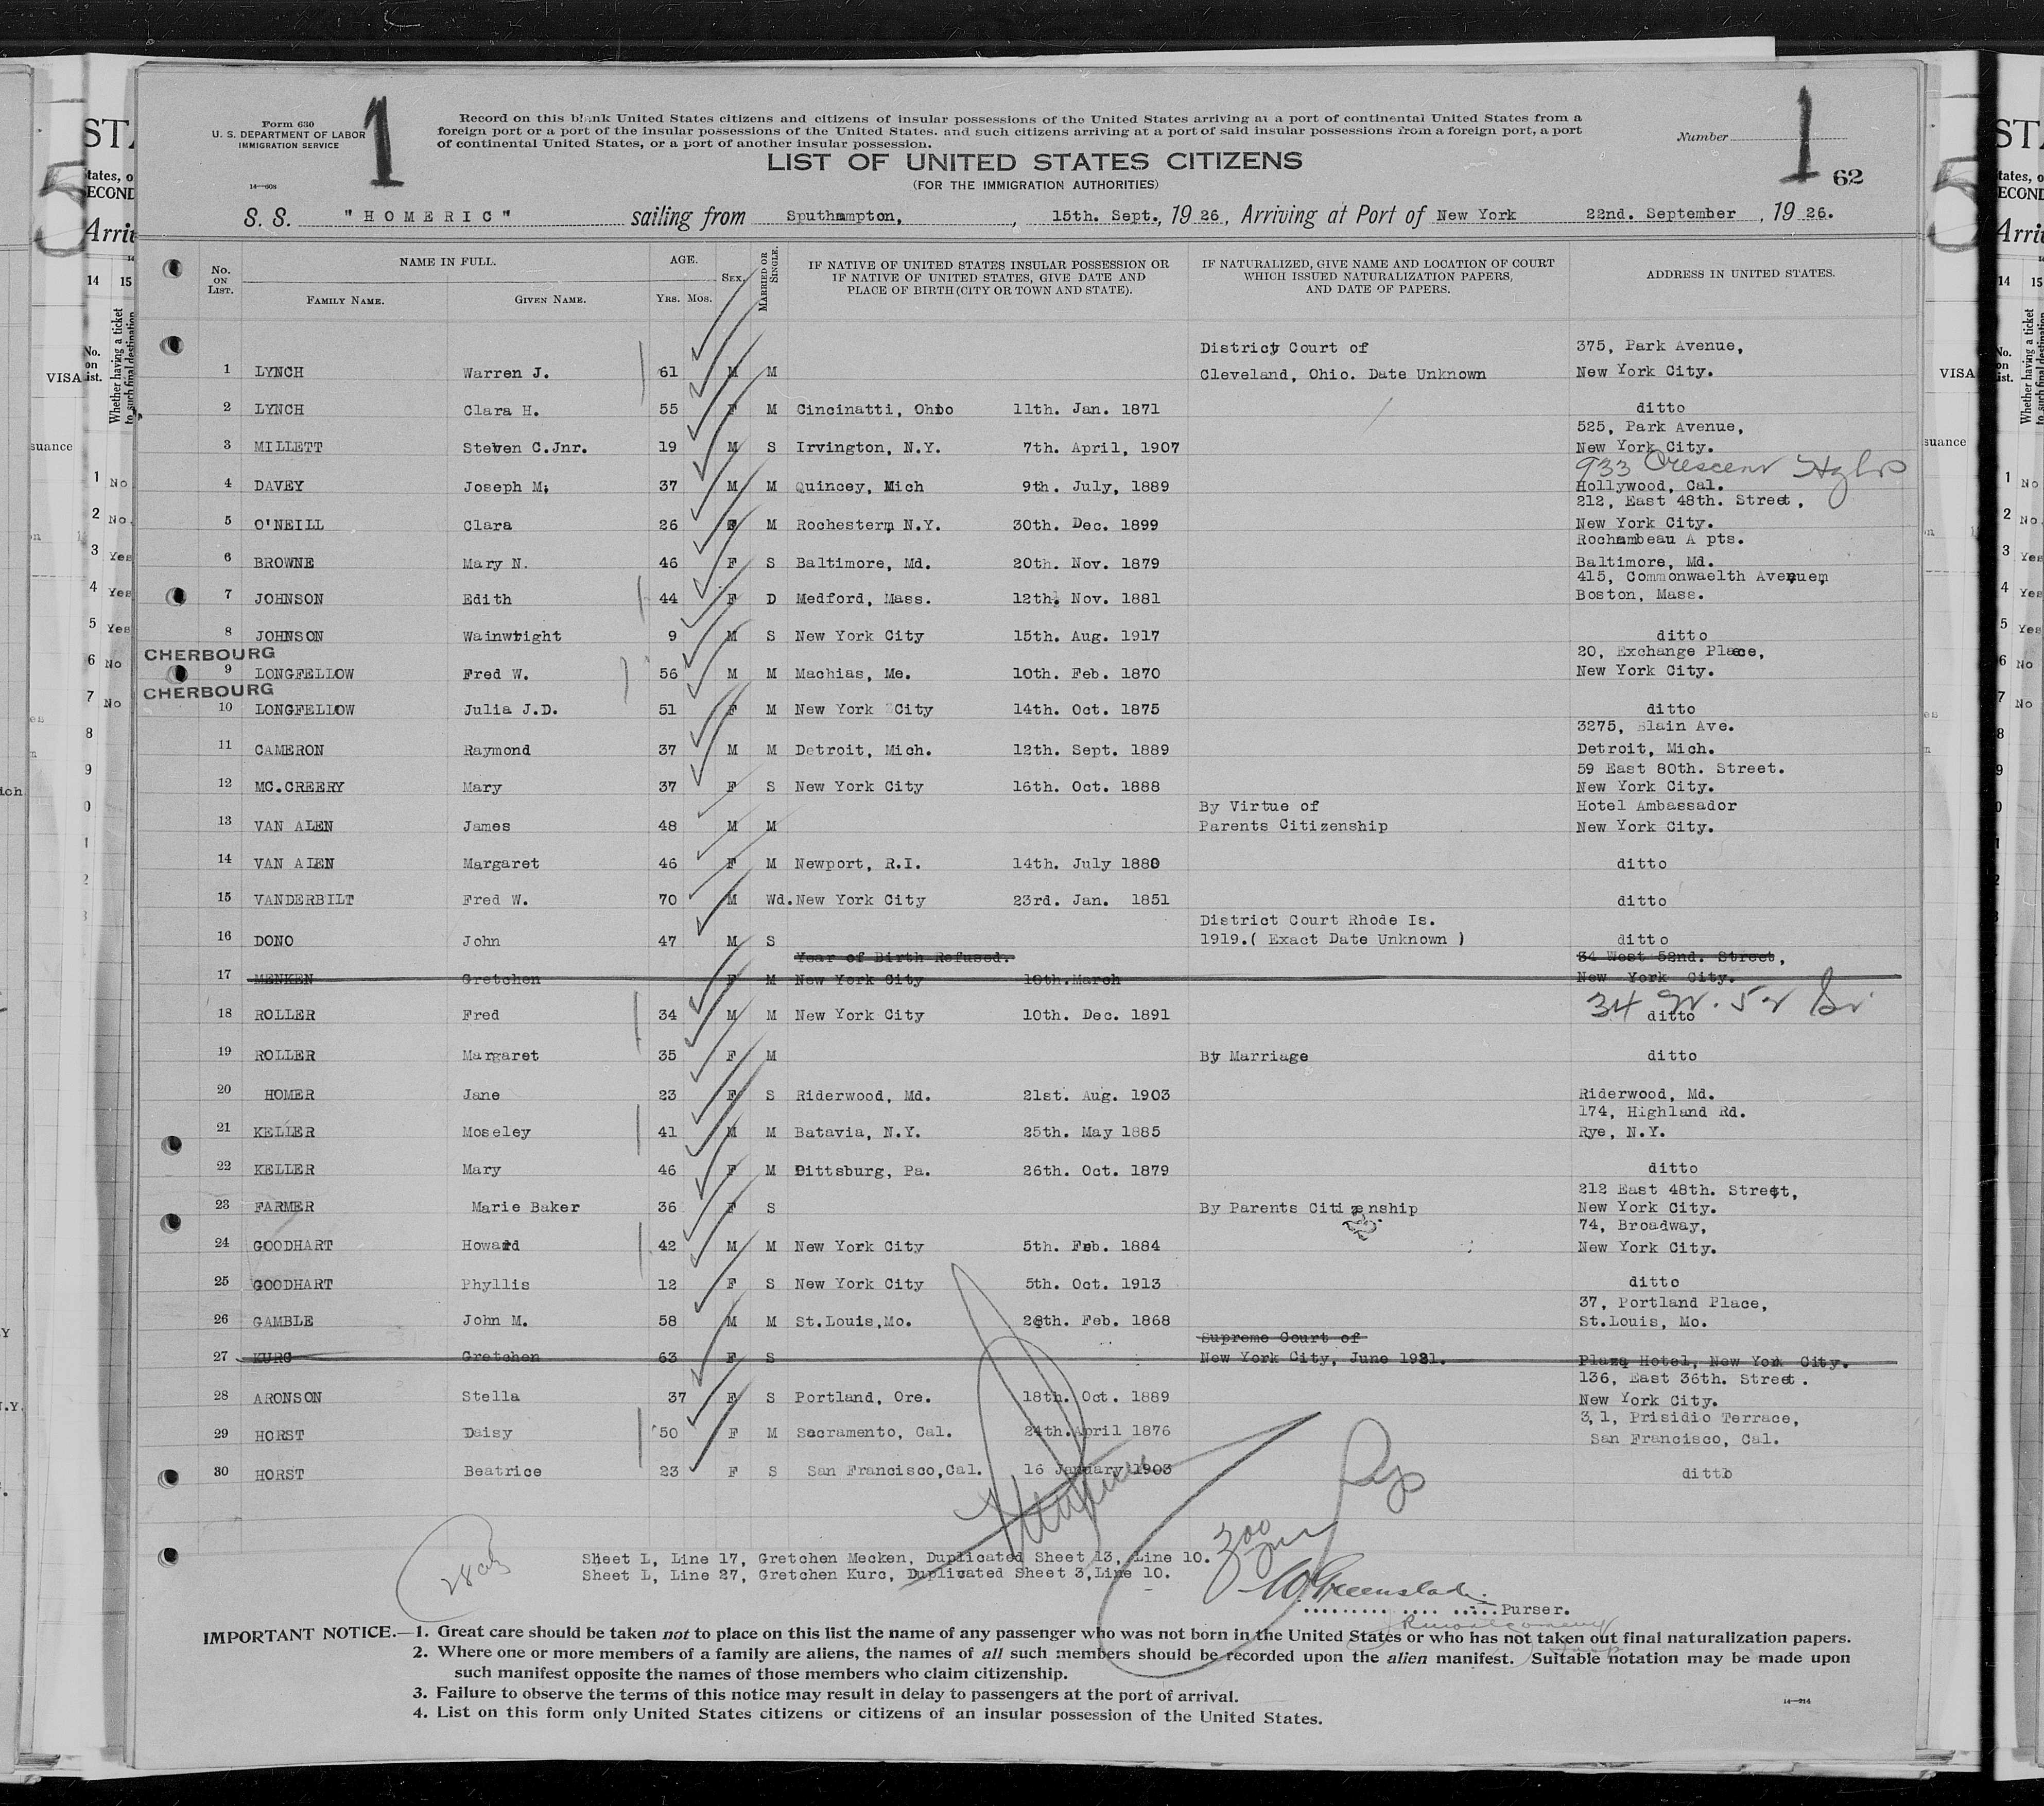 Form 630
U. S. DEPARTMENT OF LABOR
IMMIGRATION SERVICE
14—608
1
Record on this blank United States citizens and citizens of insular possessions of the United States arriving at a port of continental United States from a
foreign port or a port of the insular possessions of the United States. and such citizens arriving at a port of said insular possessions from a foreign port, a port
of continental United States, or a port of another insular possession.
LIST OF UNITED STATES CITIZENS
(FOR THE IMMIGRATION AUTHORITIES)
Number 1
62
S. S. "HOMERIC" sailing from Sputhampton, , 15th. Sept., 19 26, Arriving at Port of New York 22nd. September , 19 26.
No. ON LIST. NAME IN FULL. FAMILY NAME. GIVEN NAME. AGE. YRS. MOS. SEX. MARRIED OR SINGLE. IF NATIVE OF UNITED STATES INSULAR POSSESSION OR IF NATIVE OF UNITED STATES, GIVE DATE AND PLACE OF BIRTH (CITY OR TOWN AND STATE). IF NATURALIZED, GIVE NAME AND LOCATION OF COURT WHICH ISSUED NATURALIZATION PAPERS, AND DATE OF PAPERS. ADDRESS IN UNITED STATES.
District Court of 375, Park Avenue,
1 LYNCH Warren J. 61 M M Cleveland, Ohio. Date Unknown New York City.
2 LYNCH Clara H. 55 F M Cincinatti, Ohio 11th. Jan. 1871 ditto
525, Park Avenue,
3 MILLETT Steven C.Jnr. 19 M S Irvington, N.Y. 7th. April, 1907 New York City.
933 Crescent
4 DAVEY Joseph M. 37 M M Quincey, Mich 9th. July, 1889 Hollywood, Cal.
212, East 48th. Street,
5 O'NEILL Clara 26 F M Rochester, N.Y. 30th. Dec. 1899 New York City.
Rochambeau A pts.
6 BROWNE Mary N. 46 F S Baltimore, Md. 20th. Nov. 1879 Baltimore, Md.
415, Commonwaelth Avenue,
7 JOHNSON Edith 44 F D Medford, Mass. 12th. Nov. 1881 Boston, Mass.
8 JOHNSON Wainwright 9 M S New York City 15th. Aug. 1917 ditto
CHERBOURG 20, Exchange Place,
9 LONGFELLOW Fred W. 56 M M Machias, Me. 10th. Feb. 1870 New York City.
CHERBOURG
10 LONGFELLOW Julia J.D. 51 F M New York City 14th. Oct. 1875 ditto
3275, Blain Ave.
11 CAMERON Raymond 37 M M Detroit, Mich. 12th. Sept. 1889 Detroit, Mich.
59 East 80th. Street.
12 MC.CREERY Mary 37 F S New York City 16th. Oct. 1888 New York City.
By Virtue of Hotel Ambassador
13 VAN ALEN James 48 M M Parents Citizenship New York City.
14 VAN ALEN Margaret 46 F M Newport, R.I. 14th. July 1880 ditto
15 VANDERBILT Fred W. 70 M Wd. New York City 23rd. Jan. 1851 ditto
District Court Rhode Is.
16 DONO John 47 M S 1919.( Exact Date Unknown ) ditto
Year of Birth Refused. 34 West 52nd. Street,
17 MENKEN Gretchen F M New York City 18th.March New York City.
34 W. 52 St
18 ROLLER Fred 34 M M New York City 10th. Dec. 1891 ditto
19 ROLLER Margaret 35 F M By Marriage ditto
20 HOMER Jane 23 F S Riderwood, Md. 21st. Aug. 1903 Riderwood, Md.
174, Highland Rd.
21 KELLER Moseley 41 M M Batavia, N.Y. 25th. May 1885 Rye, N.Y.
22 KELLER Mary 46 F M Pittsburg, Pa. 26th. Oct. 1879 ditto
212 East 48th. Street,
23 FARMER Marie Baker 36 F S By Parents Citizenship New York City.
74, Broadway,
24 GOODHART Howard 42 M M New York City 5th. Feb. 1884 New York City.
25 GOODHART Phyllis 12 F S New York City 5th. Oct. 1913 ditto
37, Portland Place,
26 GAMBLE John M. 58 M M St.Louis,Mo. 28th. Feb. 1868 St.Louis, Mo.
Supreme Court of
27 KURC Gretchen 63 F S New York City, June 1921. Plaza Hotel, New York City.
136, East 36th. Street.
28 ARONSON Stella 37 F S Portland, Ore. 18th. Oct. 1889 New York City.
3,1, Prisidio Terrace,
29 HORST Daisy 50 F M Sacramento, Cal. 24th.April 1876 San Francisco, Cal.
30 HORST Beatrice 23 F S San Francisco,Cal. 16 January 1903 ditto
Sheet L, Line 17, Gretchen Mecken, Duplicated Sheet 13, Line 10.
Sheet L, Line 27, Gretchen Kurc, Duplicated Sheet 3,Line 10.
W Greenslade
Purser.
IMPORTANT NOTICE.—1. Great care should be taken not to place on this list the name of any passenger who was not born in the United States or who has not taken out final naturalization papers.
2. Where one or more members of a family are aliens, the names of all such members should be recorded upon the alien manifest. Suitable notation may be made upon
such manifest opposite the names of those members who claim citizenship.
3. Failure to observe the terms of this notice may result in delay to passengers at the port of arrival.
4. List on this form only United States citizens or citizens of an insular possession of the United States.
14—214